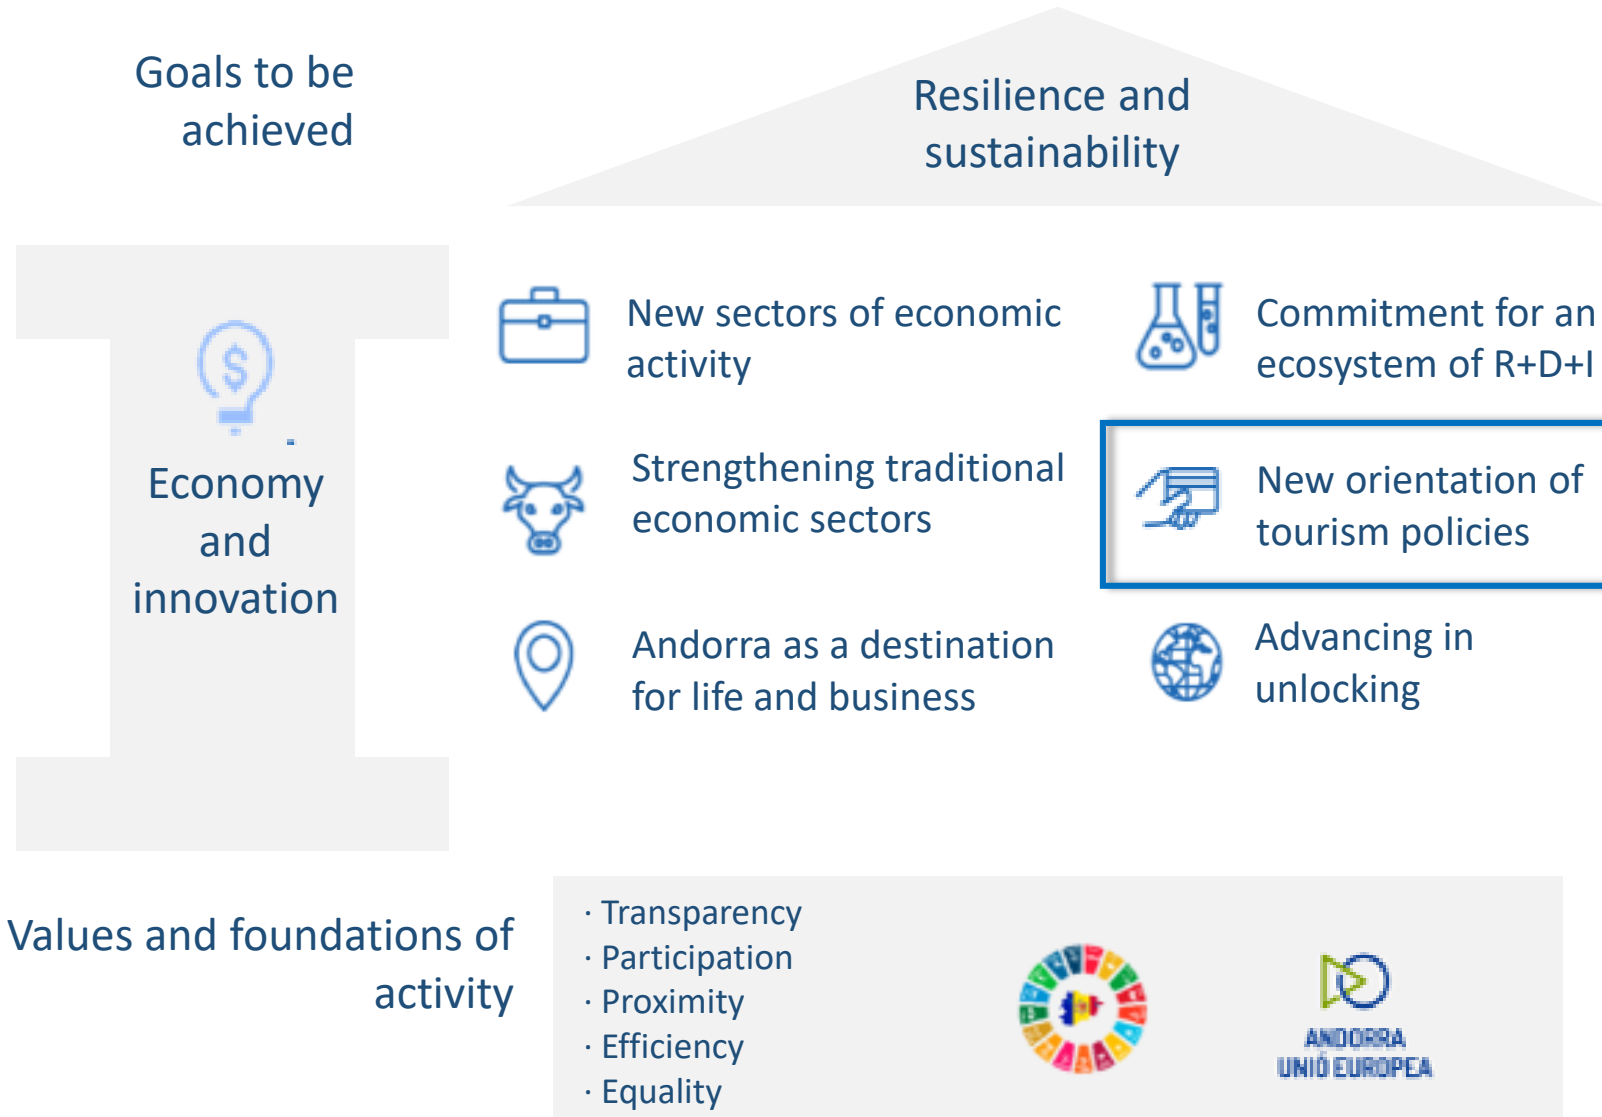 Goals to be
achieved
Resilience and
sustainability
$
Economy
and
innovation
New sectors of economic
activity
Commitment for an
ecosystem of R+D+I
Strengthening traditional
economic sectors
New orientation of
tourism policies
Andorra as a destination
for life and business
Advancing in
unlocking
Values and foundations of
activity
· Transparency
· Participation
· Proximity
· Efficiency
· Equality
ANDORRA
UNIÓ EUROPEA